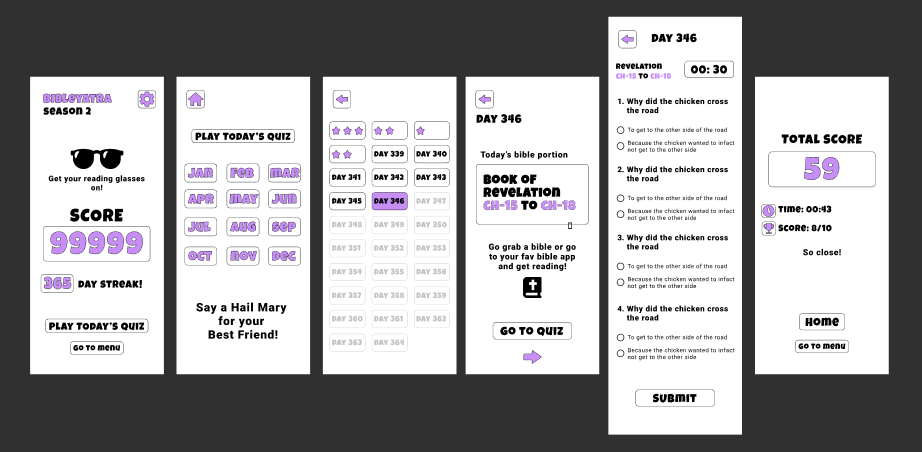 BIBLEYATRA
Season 2
Get your reading glasses
on!
SCORE
99999
365 DAY STREAK!
PLAY TODAY'S QUIZ
Go to menu
PLAY TODAY'S QUIZ
JAN FEB MAR
APR MAY JUN
JUL AUG SEP
OCT NOV DEC
Say a Hail Mary
for your
Best Friend!
DAY 339 DAY 340
DAY 341 DAY 342 DAY 343
DAY 345 DAY 346 DAY 347
DAY 348 DAY 349 DAY 350
DAY 351 DAY 352 DAY 353
DAY 354 DAY 355 DAY 356
DAY 357 DAY 358 DAY 359
DAY 360 DAY 361 DAY 362
DAY 363 DAY 364
DAY 346
Today's bible portion
BOOK OF
Revelation
CH-15 TO CH-18
Go grab a bible or go
to your fav bible app
and get reading!
GO TO QUIZ
DAY 346
Revelation
CH-15 TO CH-18
00: 30
1. Why did the chicken cross
the road
To get to the other side of the road
Because the chicken wanted to infact
not get to the other side
2. Why did the chicken cross
the road
To get to the other side of the road
Because the chicken wanted to infact
not get to the other side
3. Why did the chicken cross
the road
To get to the other side of the road
Because the chicken wanted to infact
not get to the other side
4. Why did the chicken cross
the road
To get to the other side of the road
Because the chicken wanted to infact
not get to the other side
Submit
TOTAL SCORE
59
Time: 00:43
Score: 8/10
So close!
Home
Go to menu